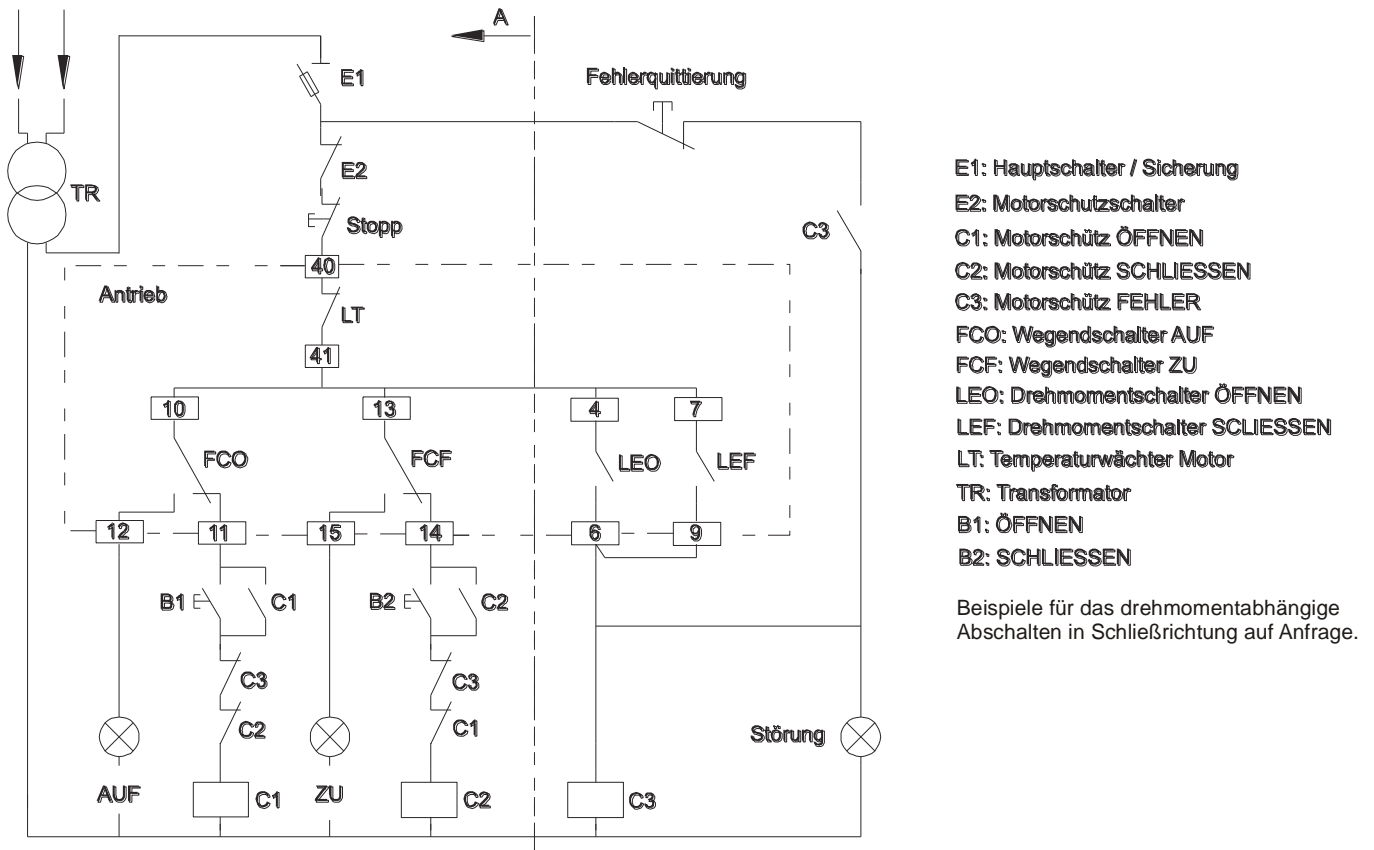 A
E1
Fehlerquittierung
E2
TR
Stopp
C3
40
Antrieb
LT
41
10
13
4
7
FCO
FCF
LEO
LEF
12
11
15
14
6
9
B1
C1
B2
C2
C3
C3
C2
C1
Störung
AUF
C1
ZU
C2
C3
E1: Hauptschalter / Sicherung
E2: Motorschutzschalter
C1: Motorschütz ÖFFNEN
C2: Motorschütz SCHLIESSEN
C3: Motorschütz FEHLER
FCO: Wegendschalter AUF
FCF: Wegendschalter ZU
LEO: Drehmomentschalter ÖFFNEN
LEF: Drehmomentschalter SCLIESSEN
LT: Temperaturwächter Motor
TR: Transformator
B1: ÖFFNEN
B2: SCHLIESSEN
Beispiele für das drehmomentabhängige
Abschalten in Schließrichtung auf Anfrage.